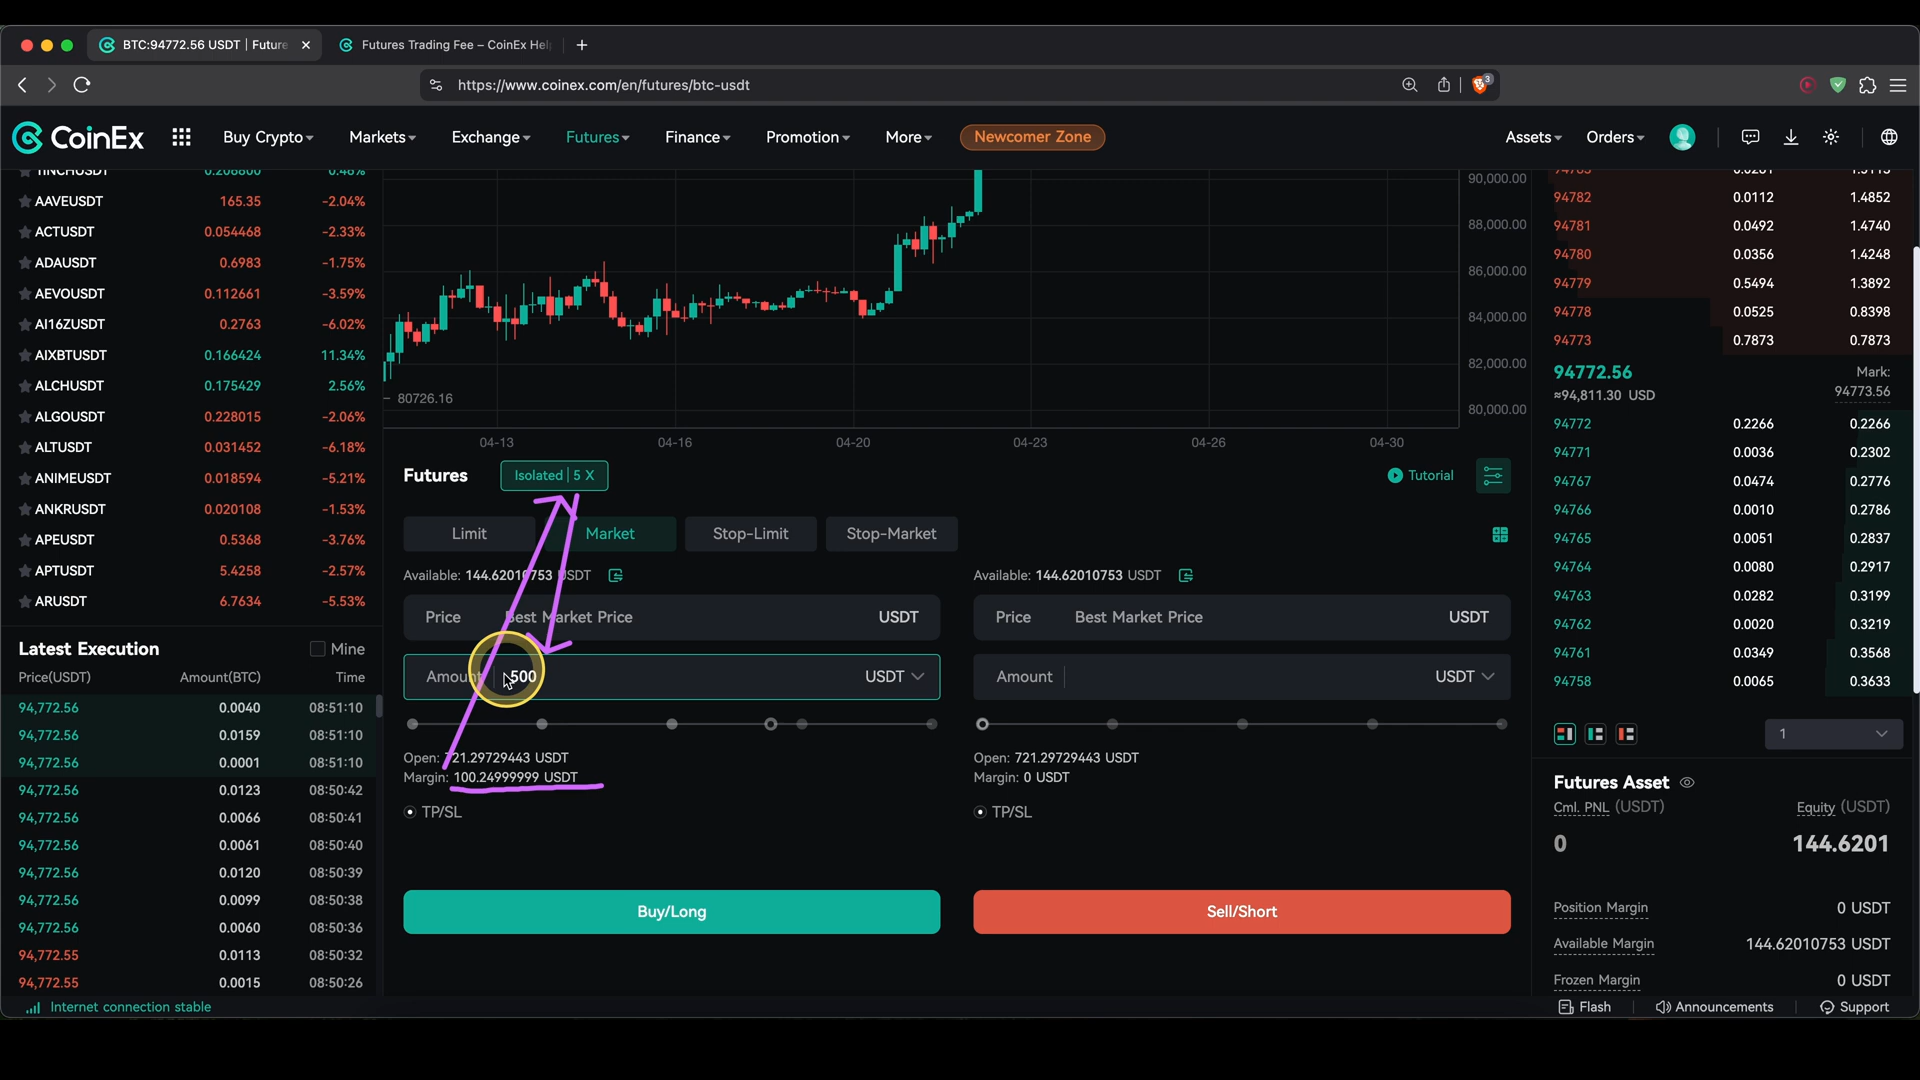 BTC:94772.56 USDT | Future
Futures Trading Fee – CoinEx Hel
https://www.coinex.com/en/futures/btc-usdt
3
CoinEx
Buy Crypto
Markets
Exchange
Futures
Finance
Promotion
More
Newcomer Zone
Assets
Orders
1INCHUSDT 0.206800 0.46%
AAVEUSDT 165.35 -2.04%
ACTUSDT 0.054468 -2.33%
ADAUSDT 0.6983 -1.75%
AEVOUSDT 0.112661 -3.59%
AI16ZUSDT 0.2763 -6.02%
AIXBTUSDT 0.166424 11.34%
ALCHUSDT 0.175429 2.56%
ALGOUSDT 0.228015 -2.06%
ALTUSDT 0.031452 -6.18%
ANIMEUSDT 0.018594 -5.21%
ANKRUSDT 0.020108 -1.53%
APEUSDT 0.5368 -3.76%
APTUSDT 5.4258 -2.57%
ARUSDT 6.7634 -5.53%
Latest Execution
Mine
Price(USDT) Amount(BTC) Time
94,772.56 0.0040 08:51:10
94,772.56 0.0159 08:51:10
94,772.56 0.0001 08:51:10
94,772.56 0.0123 08:50:42
94,772.56 0.0066 08:50:41
94,772.56 0.0061 08:50:40
94,772.56 0.0120 08:50:39
94,772.56 0.0099 08:50:38
94,772.56 0.0060 08:50:36
94,772.55 0.0113 08:50:32
94,772.55 0.0015 08:50:26
Internet connection stable
90,000.00
88,000.00
86,000.00
84,000.00
82,000.00
80,000.00
80726.16
04-13 04-16 04-20 04-23 04-26 04-30
Futures
Isolated | 5 X
Tutorial
Limit
Market
Stop-Limit
Stop-Market
Available: 144.62010753 USDT
Price Best Market Price USDT
Amount 500 USDT
Open: 721.29729443 USDT
Margin: 100.24999999 USDT
TP/SL
Buy/Long
Available: 144.62010753 USDT
Price Best Market Price USDT
Amount USDT
Open: 721.29729443 USDT
Margin: 0 USDT
TP/SL
Sell/Short
94782 0.0112 1.4852
94781 0.0492 1.4740
94780 0.0356 1.4248
94779 0.5494 1.3892
94778 0.0525 0.8398
94773 0.7873 0.7873
94772.56 Mark:
≈94,811.30 USD 94773.56
94772 0.2266 0.2266
94771 0.0036 0.2302
94767 0.0474 0.2776
94766 0.0010 0.2786
94765 0.0051 0.2837
94764 0.0080 0.2917
94763 0.0282 0.3199
94762 0.0020 0.3219
94761 0.0349 0.3568
94758 0.0065 0.3633
1
Futures Asset
Cml. PNL (USDT) Equity (USDT)
0 144.6201
Position Margin 0 USDT
Available Margin 144.62010753 USDT
Frozen Margin 0 USDT
Flash
Announcements
Support